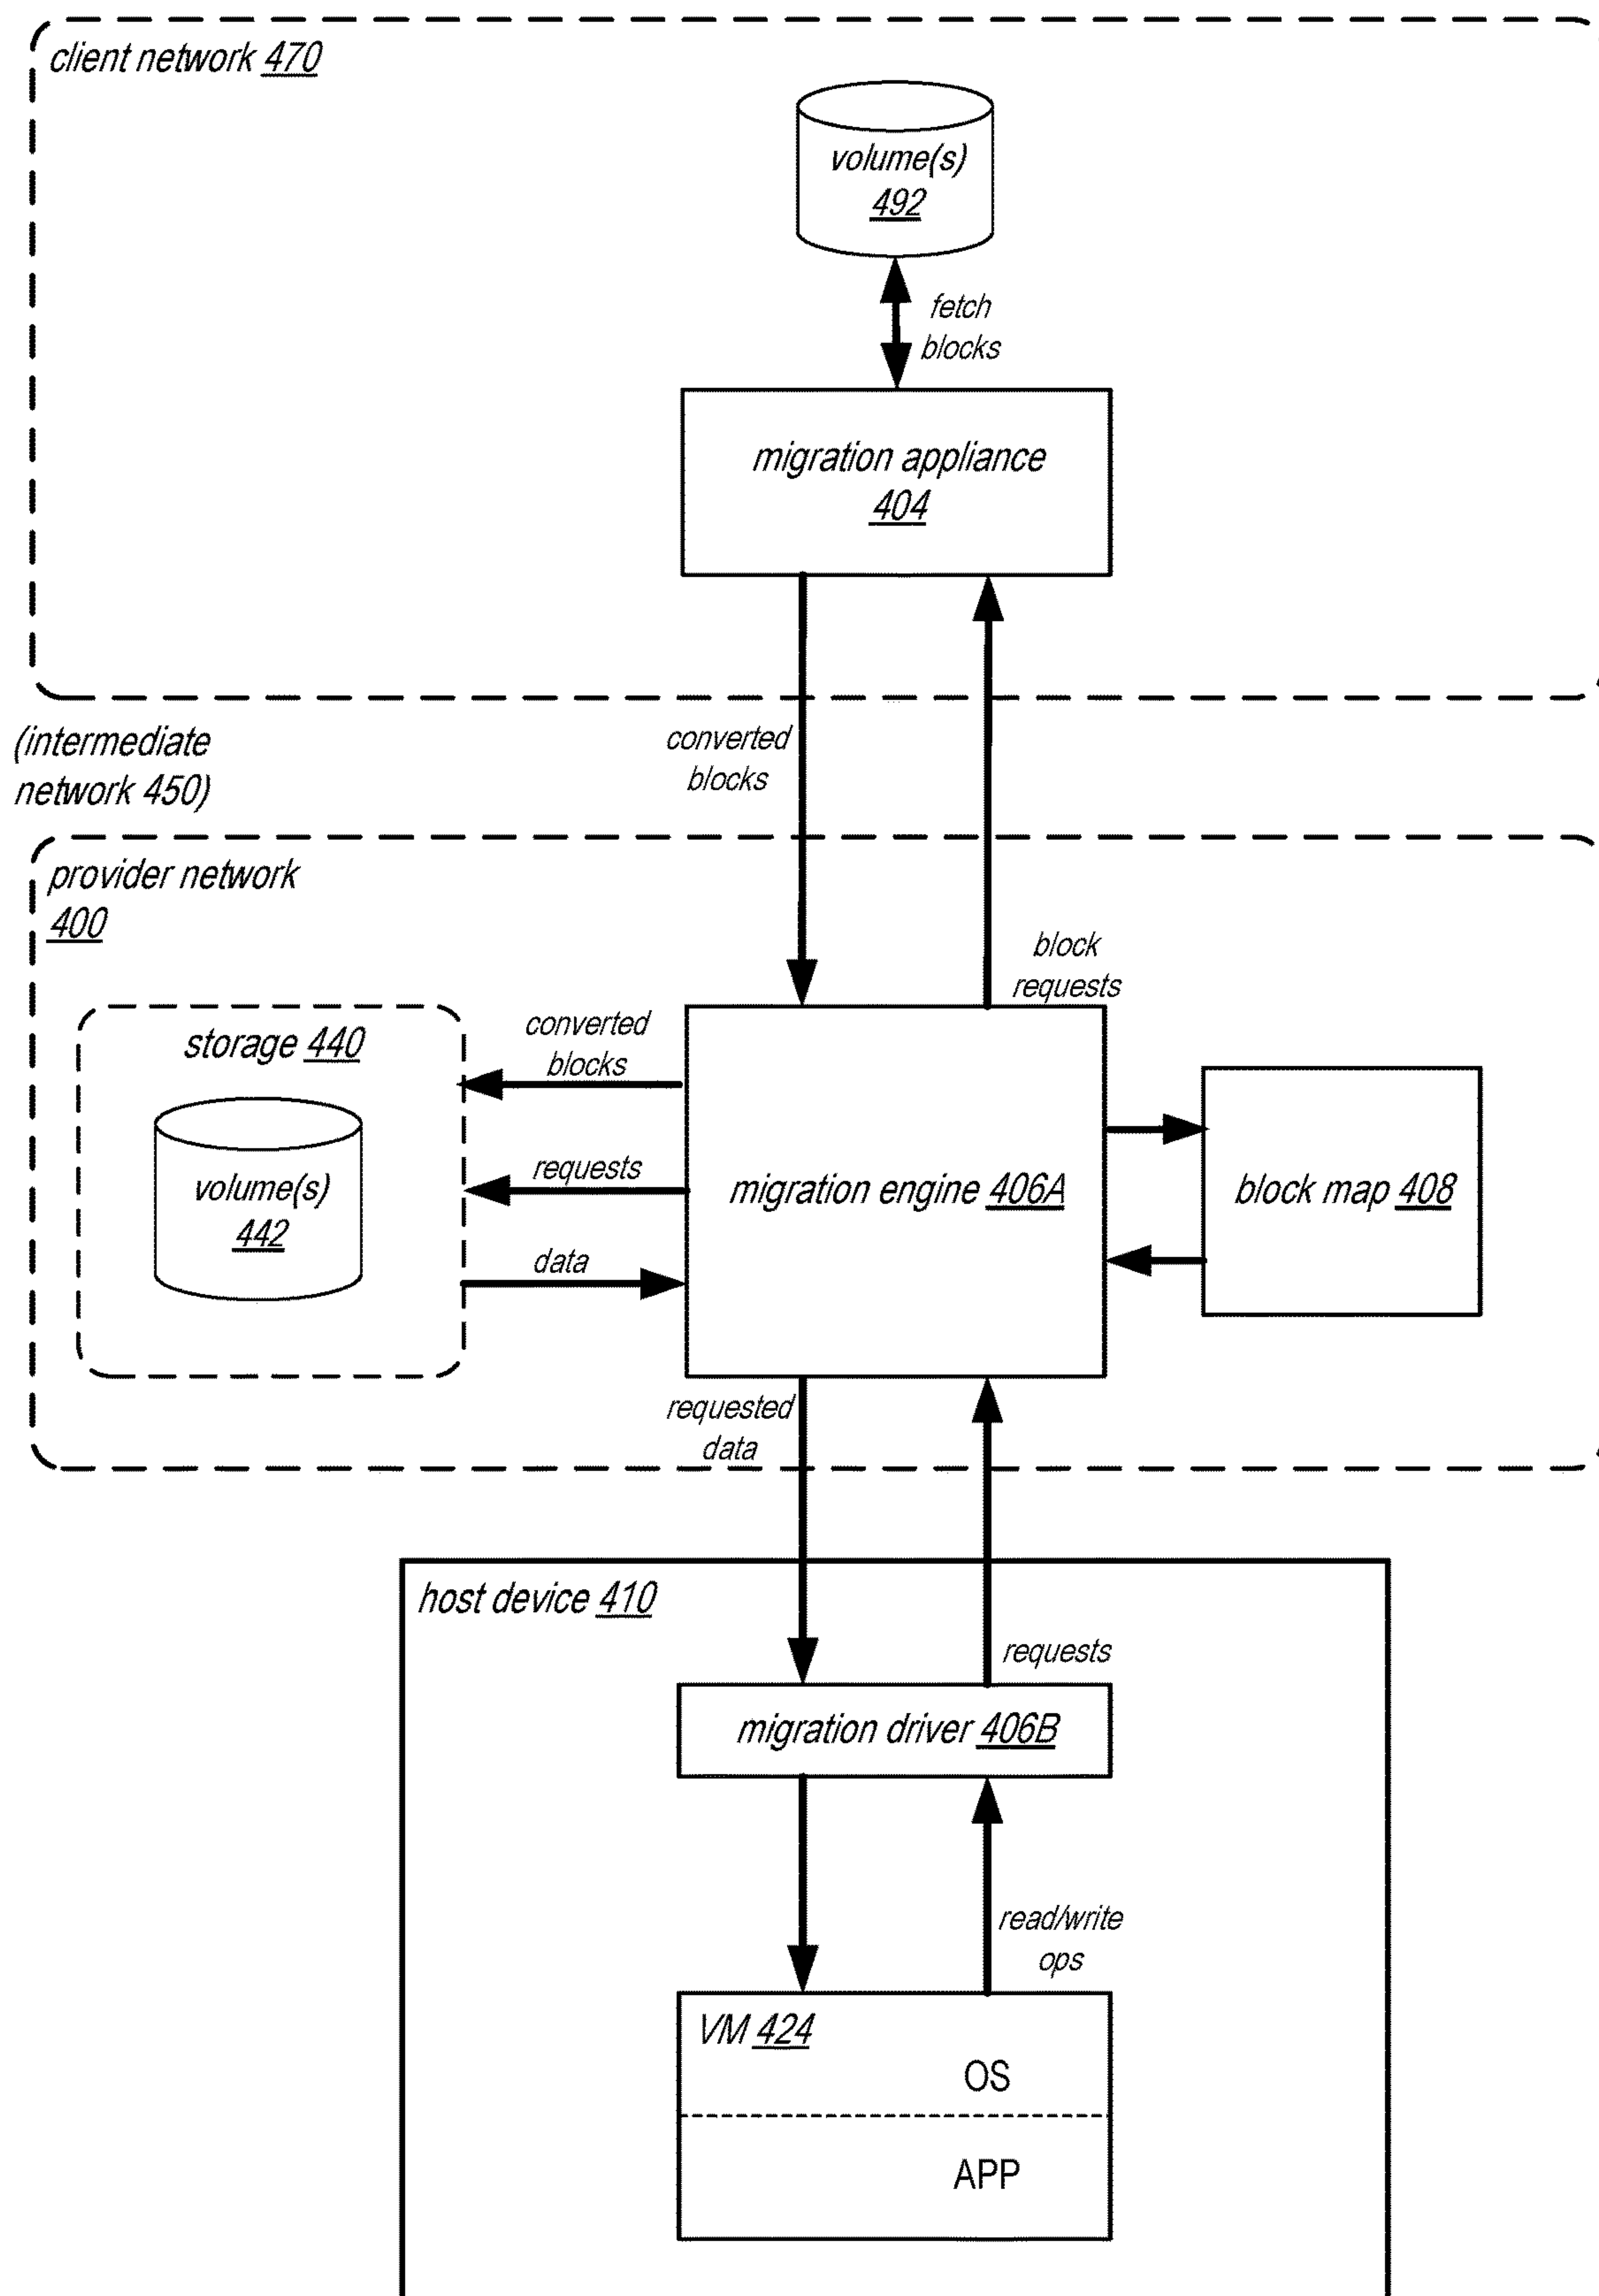 client network 470
volume(s)
492
fetch
blocks
migration appliance
404
(intermediate
network 450)
converted
blocks
provider network
400
block
requests
storage 440
converted
blocks
volume(s)
442
requests
data
migration engine 406A
block map 408
requested
data
host device 410
requests
migration driver 406B
read/write
ops
VM 424
OS
APP